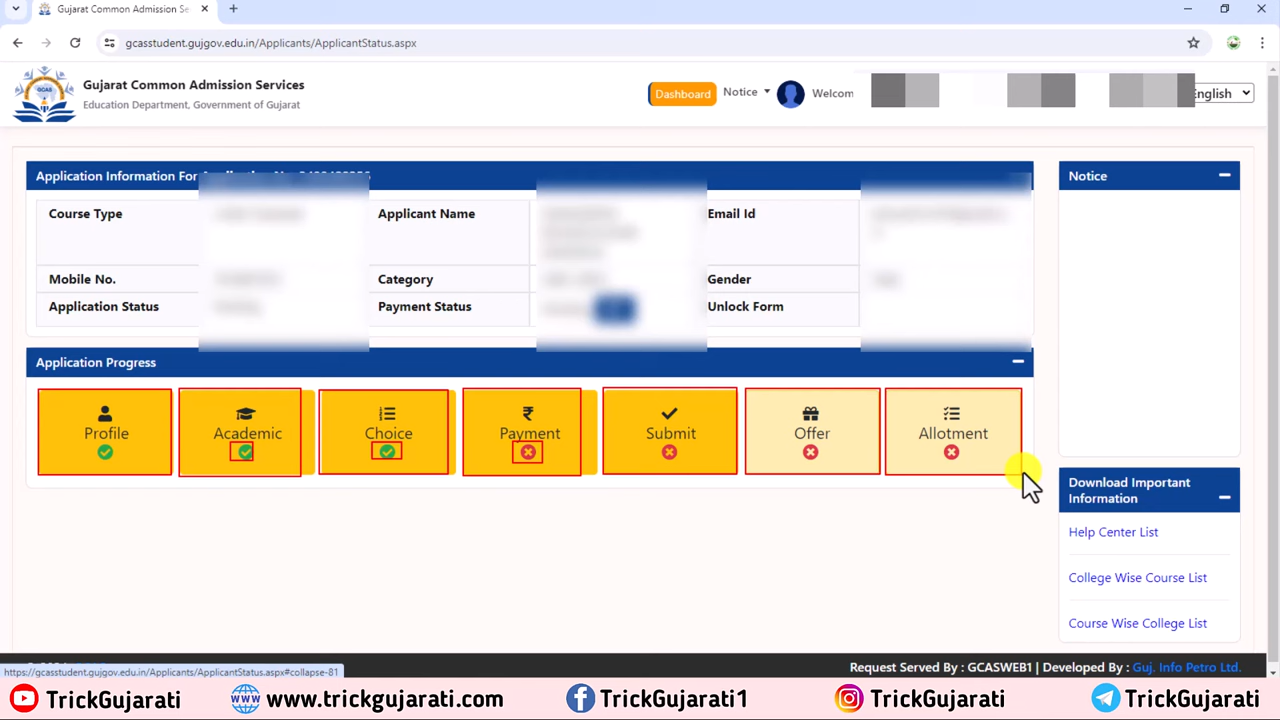 Gujarat Common Admission Se
gcasstudent.gujgov.edu.in/Applicants/ApplicantStatus.aspx
Gujarat Common Admission Services
Education Department, Government of Gujarat
Dashboard
Notice
Welcom
English
Application Information For
Notice
Course Type
Applicant Name
Email Id
Mobile No.
Category
Gender
Application Status
Payment Status
Unlock Form
Application Progress
Profile
Academic
Choice
Payment
Submit
Offer
Allotment
Download Important
Information
Help Center List
College Wise Course List
Course Wise College List
https://gcasstudent.gujgov.edu.in/Applicants/ApplicantStatus.aspx#collapse-81
Request Served By : GCASWEB1 | Developed By : Guj. Info Petro Ltd.
TrickGujarati
www.trickgujarati.com
TrickGujarati1
TrickGujarati
TrickGujarati